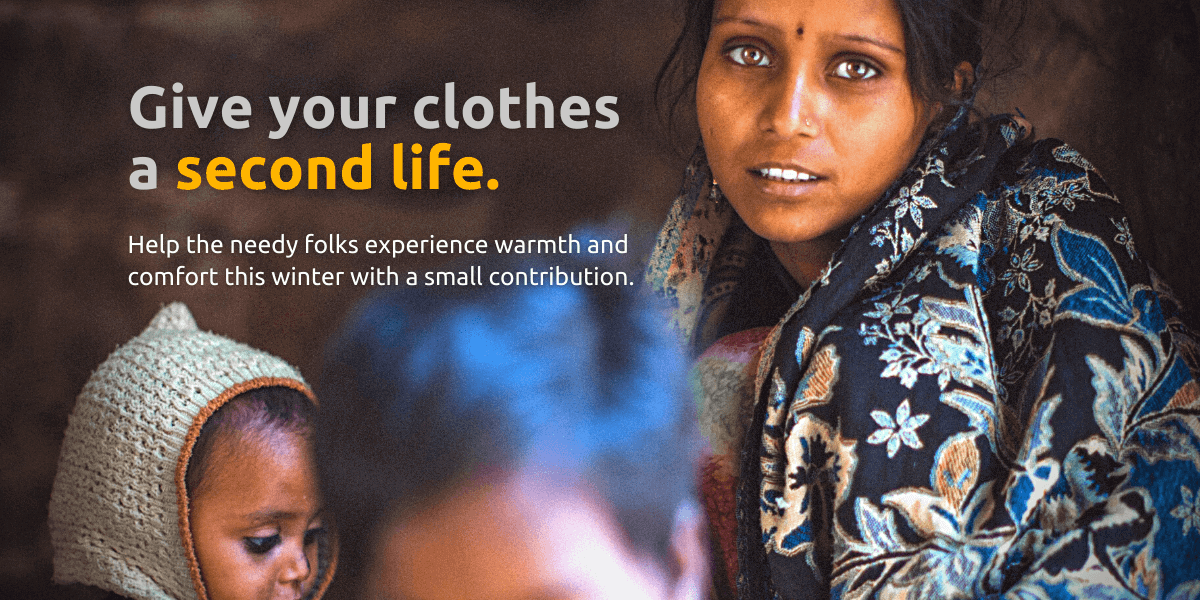 Give your clothes
a second life.
Help the needy folks experience warmth and
comfort this winter with a small contribution.